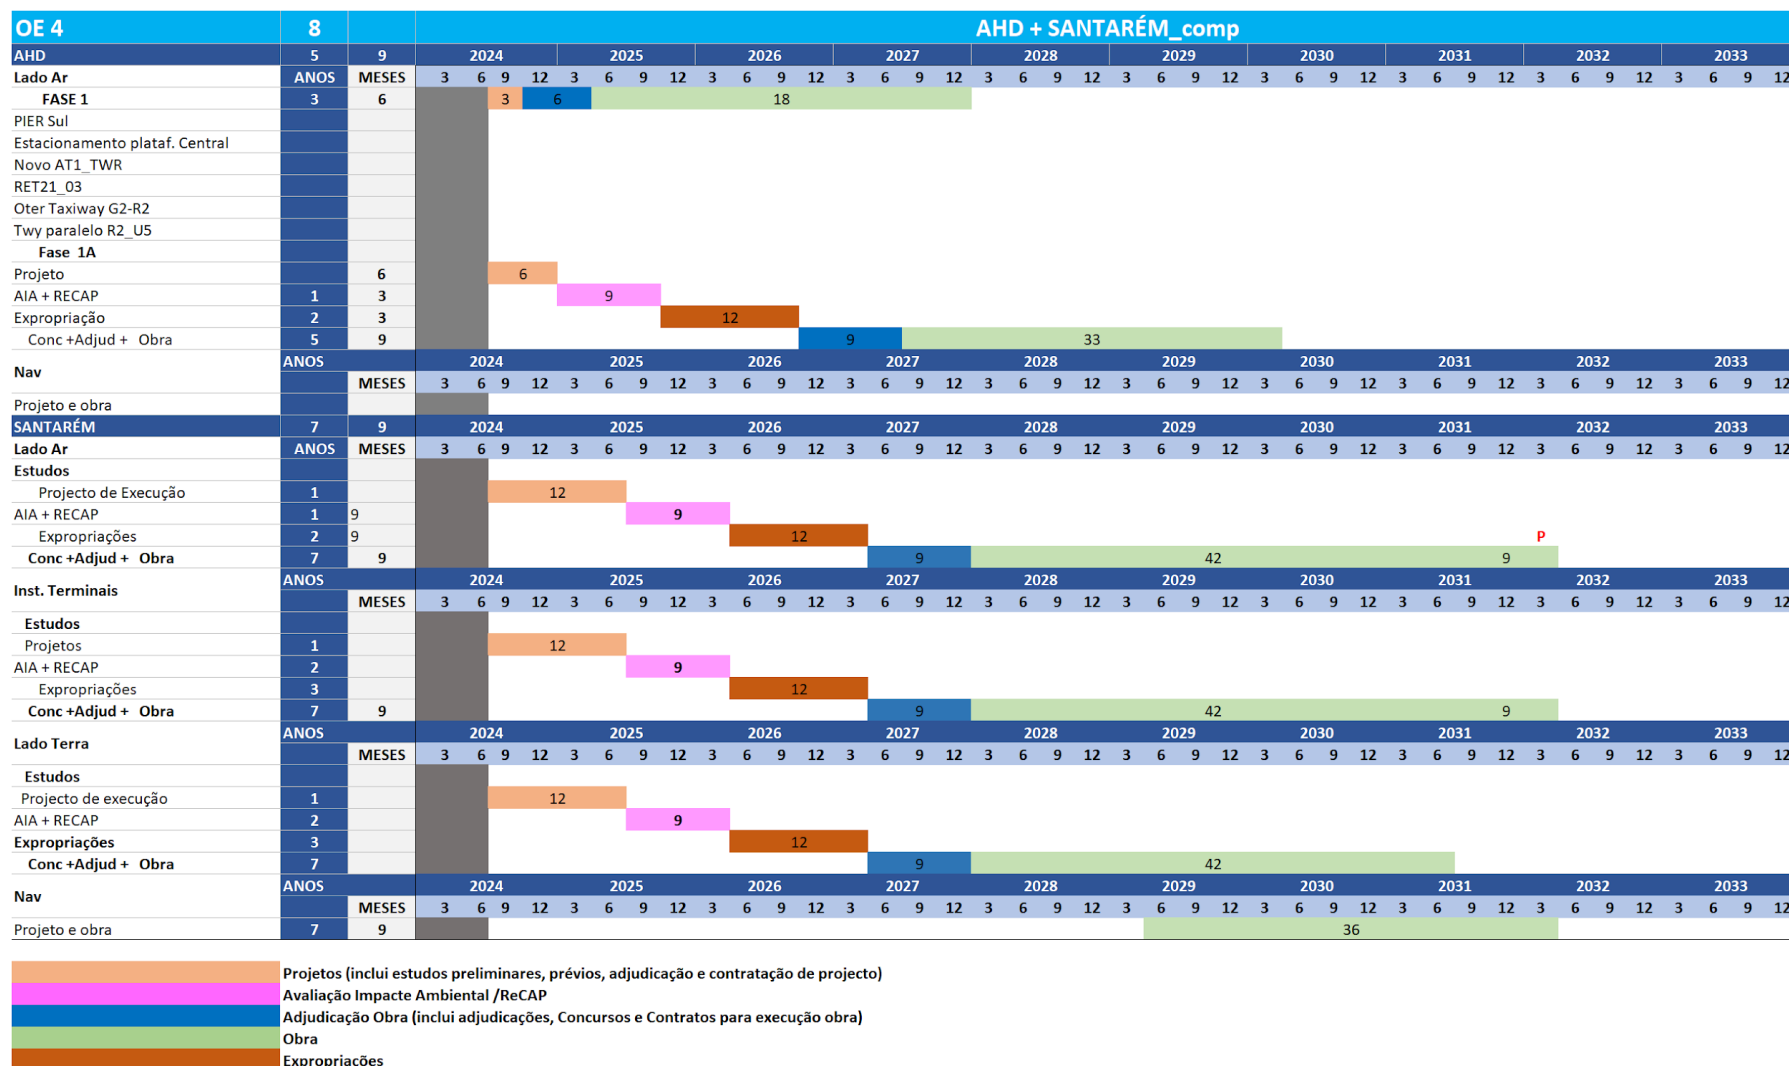 OE 4 8 AHD + SANTARÉM_comp
AHD 5 9 2024 2025 2026 2027 2028 2029 2030 2031 2032 2033
Lado Ar ANOS MESES 3 6 9 12 3 6 9 12 3 6 9 12 3 6 9 12 3 6 9 12 3 6 9 12 3 6 9 12 3 6 9 12 3 6 9 12 3 6 9 12
FASE 1 3 6 3 6 18
PIER Sul
Estacionamento plataf. Central
Novo AT1_TWR
RET21_03
Oter Taxiway G2-R2
Twy paralelo R2_U5
Fase 1A
Projeto 6 6
AIA + RECAP 1 3 9
Expropriação 2 3 12
Conc +Adjud + Obra 5 9 9 33
Nav ANOS 2024 2025 2026 2027 2028 2029 2030 2031 2032 2033
MESES 3 6 9 12 3 6 9 12 3 6 9 12 3 6 9 12 3 6 9 12 3 6 9 12 3 6 9 12 3 6 9 12 3 6 9 12 3 6 9 12
Projeto e obra
SANTARÉM 7 9 2024 2025 2026 2027 2028 2029 2030 2031 2032 2033
Lado Ar ANOS MESES 3 6 9 12 3 6 9 12 3 6 9 12 3 6 9 12 3 6 9 12 3 6 9 12 3 6 9 12 3 6 9 12 3 6 9 12 3 6 9 12
Estudos
Projecto de Execução 1 12
AIA + RECAP 1 9 9
Expropriações 2 9 12 P
Conc +Adjud + Obra 7 9 9 42 9
Inst. Terminais ANOS 2024 2025 2026 2027 2028 2029 2030 2031 2032 2033
MESES 3 6 9 12 3 6 9 12 3 6 9 12 3 6 9 12 3 6 9 12 3 6 9 12 3 6 9 12 3 6 9 12 3 6 9 12 3 6 9 12
Estudos
Projetos 1 12
AIA + RECAP 2 9
Expropriações 3 12
Conc +Adjud + Obra 7 9 9 42 9
Lado Terra ANOS 2024 2025 2026 2027 2028 2029 2030 2031 2032 2033
MESES 3 6 9 12 3 6 9 12 3 6 9 12 3 6 9 12 3 6 9 12 3 6 9 12 3 6 9 12 3 6 9 12 3 6 9 12 3 6 9 12
Estudos
Projecto de execução 1 12
AIA + RECAP 2 9
Expropriações 3 12
Conc +Adjud + Obra 7 9 42
Nav ANOS 2024 2025 2026 2027 2028 2029 2030 2031 2032 2033
MESES 3 6 9 12 3 6 9 12 3 6 9 12 3 6 9 12 3 6 9 12 3 6 9 12 3 6 9 12 3 6 9 12 3 6 9 12 3 6 9 12
Projeto e obra 7 9 36
Projetos (inclui estudos preliminares, prévios, adjudicação e contratação de projecto)
Avaliação Impacte Ambiental /ReCAP
Adjudicação Obra (inclui adjudicações, Concursos e Contratos para execução obra)
Obra
Expropriações